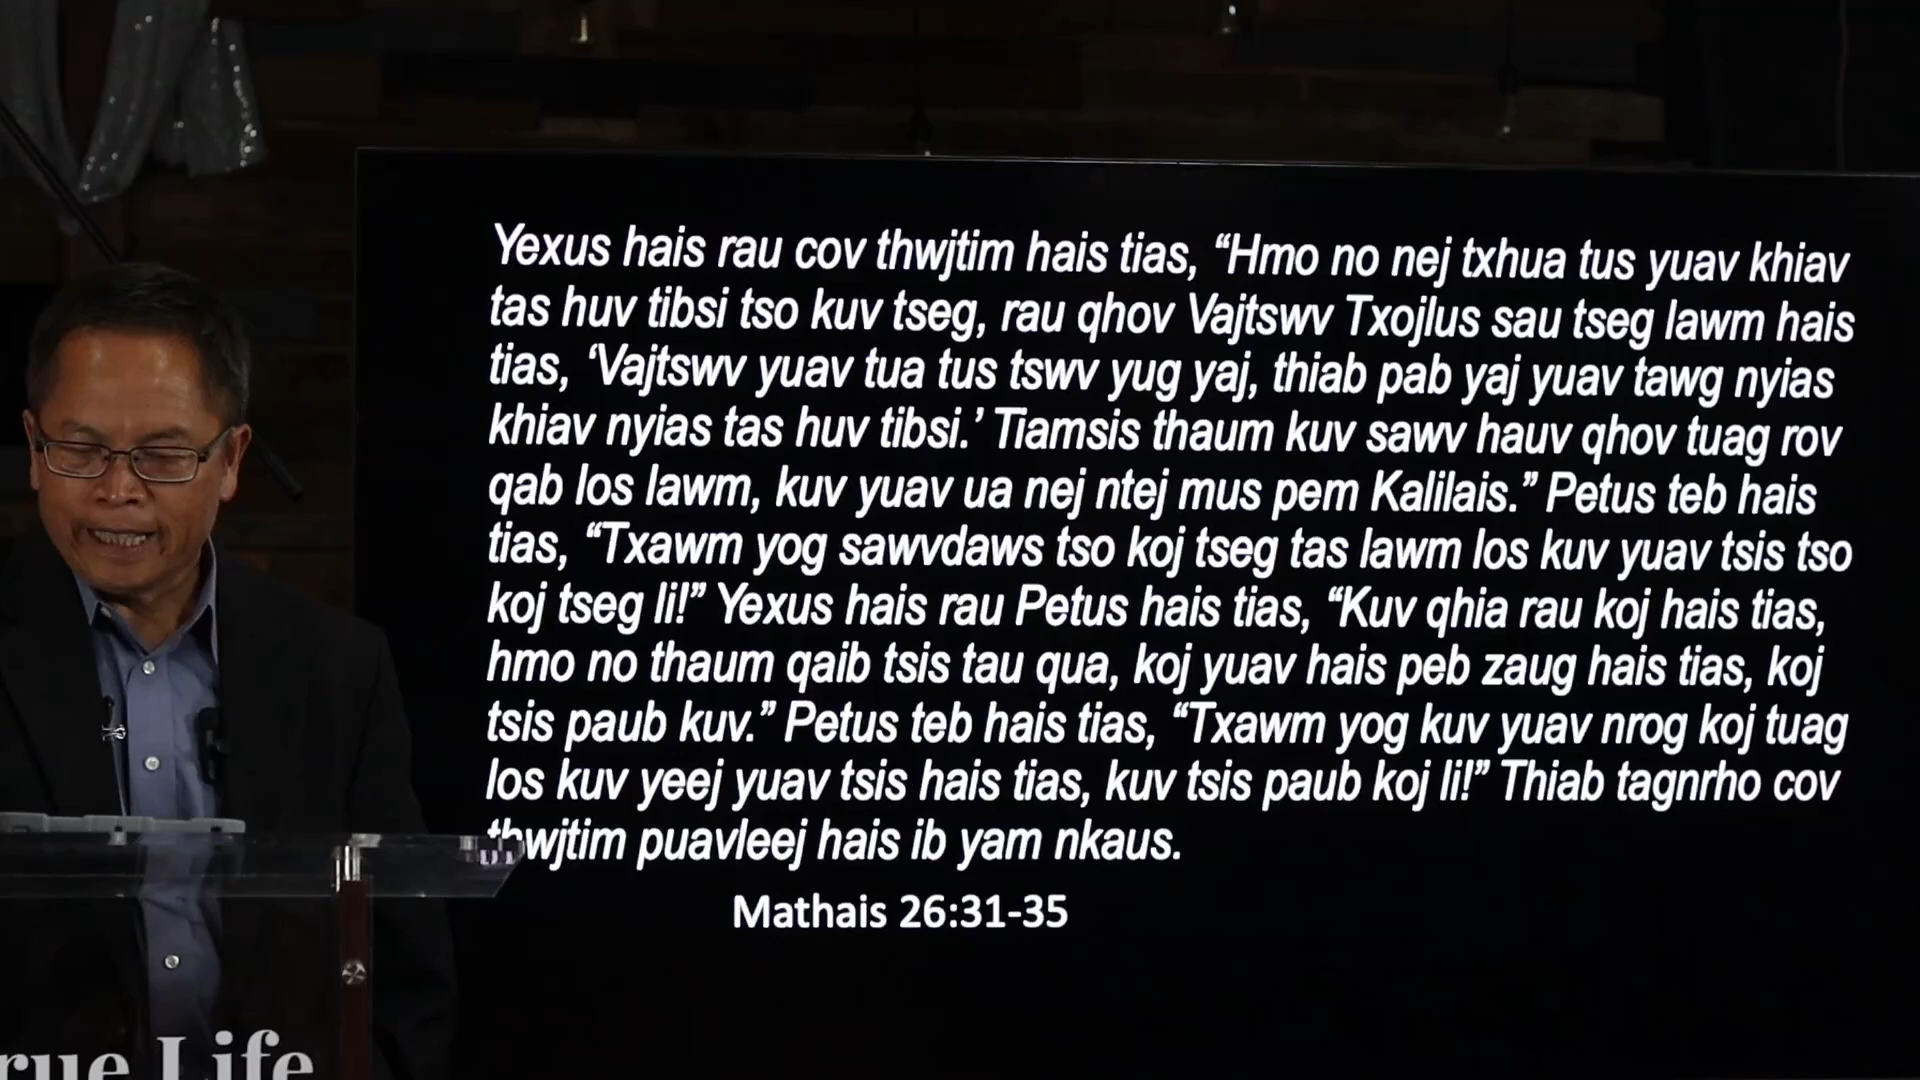 Yexus hais rau cov thwjtim hais tias, “Hmo no nej txhua tus yuav khiav
tas huv tibsi tso kuv tseg, rau qhov Vajtswv Txojlus sau tseg lawm hais
tias, ‘Vajtswv yuav tua tus tswv yug yaj, thiab pab yaj yuav tawg nyias
khiav nyias tas huv tibsi.’ Tiamsis thaum kuv sawv hauv qhov tuag rov
qab los lawm, kuv yuav ua nej ntej mus pem Kalilais.” Petus teb hais
tias, “Txawm yog sawvdaws tso koj tseg tas lawm los kuv yuav tsis tso
koj tseg li!” Yexus hais rau Petus hais tias, “Kuv qhia rau koj hais tias,
hmo no thaum qaib tsis tau qua, koj yuav hais peb zaug hais tias, koj
tsis paub kuv.” Petus teb hais tias, “Txawm yog kuv yuav nrog koj tuag
los kuv yeej yuav tsis hais tias, kuv tsis paub koj li!” Thiab tagnrho cov
thwjtim puavleej hais ib yam nkaus.
Mathais 26:31-35
rue Life